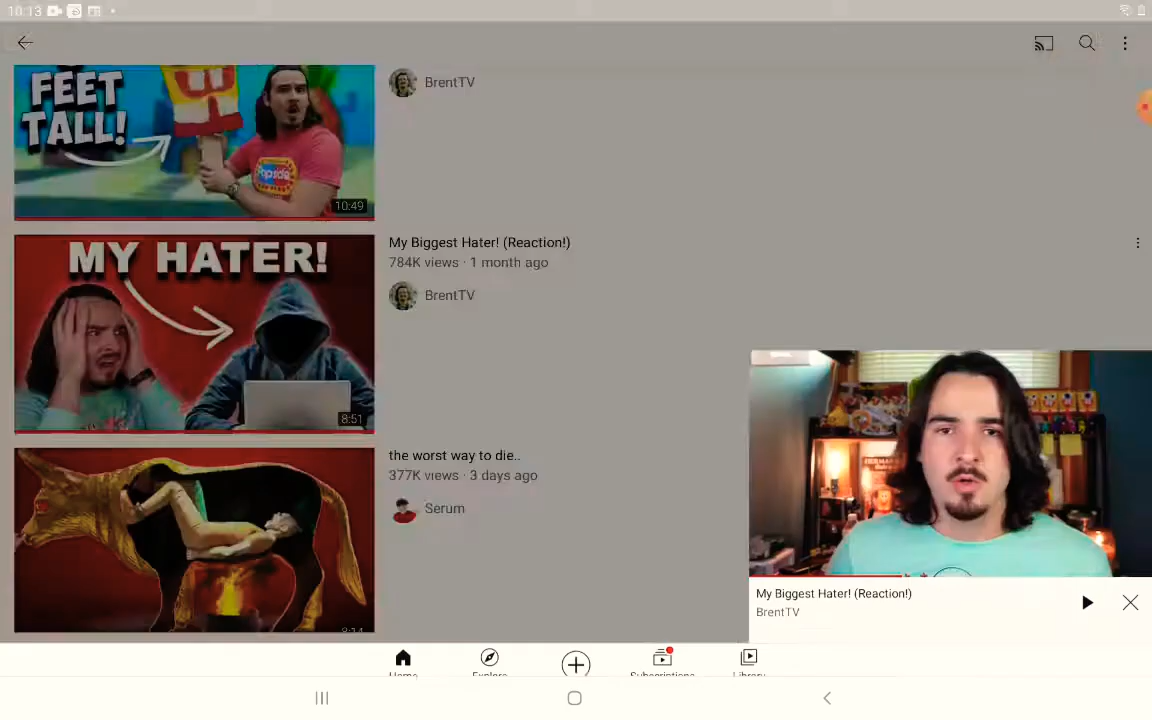 10:13
FEET
TALL!
10:49
BrentTV
MY HATER!
8:51
My Biggest Hater! (Reaction!)
784K views · 1 month ago
BrentTV
the worst way to die..
377K views · 3 days ago
Serum
My Biggest Hater! (Reaction!)
BrentTV
Home
Explore
Subscriptions
Library